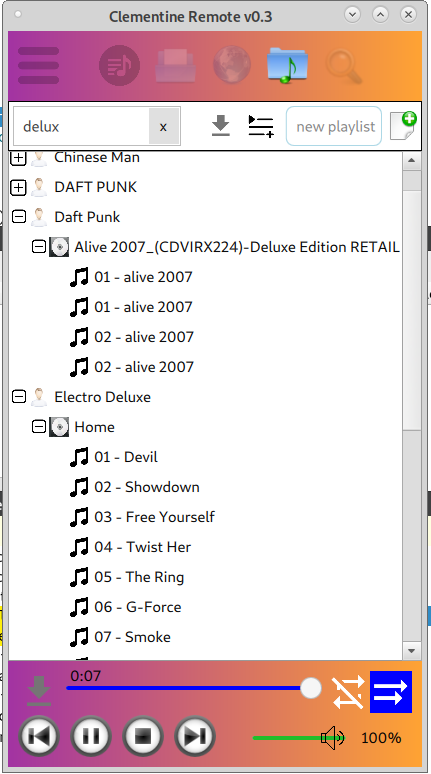 Clementine Remote v0.3
delux x new playlist
Chinese Man
DAFT PUNK
Daft Punk
Alive 2007_(CDVIRX224)-Deluxe Edition RETAIL
01 - alive 2007
01 - alive 2007
02 - alive 2007
02 - alive 2007
Electro Deluxe
Home
01 - Devil
02 - Showdown
03 - Free Yourself
04 - Twist Her
05 - The Ring
06 - G-Force
07 - Smoke
0:07
100%